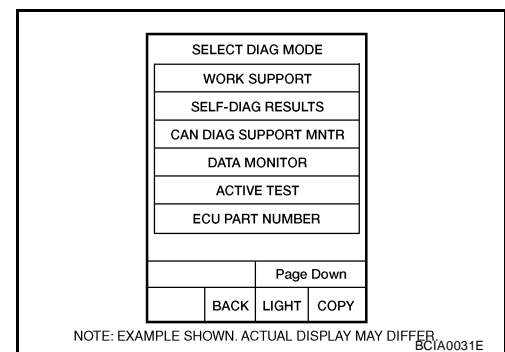 SELECT DIAG MODE
WORK SUPPORT
SELF-DIAG RESULTS
CAN DIAG SUPPORT MNTR
DATA MONITOR
ACTIVE TEST
ECU PART NUMBER
Page Down
BACK LIGHT COPY
NOTE: EXAMPLE SHOWN. ACTUAL DISPLAY MAY DIFFER.
BCIA0031E